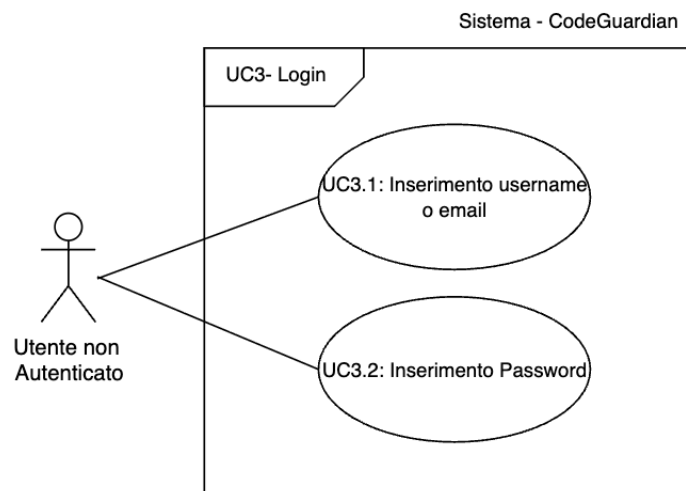 Sistema - CodeGuardian
UC3- Login
UC3.1: Inserimento username
o email
Utente non
Autenticato
UC3.2: Inserimento Password